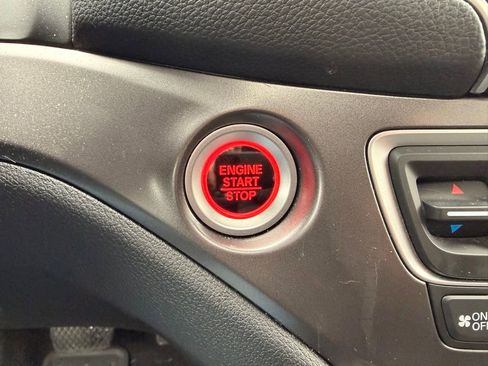 ENGINE
START
STOP
ON
OFF